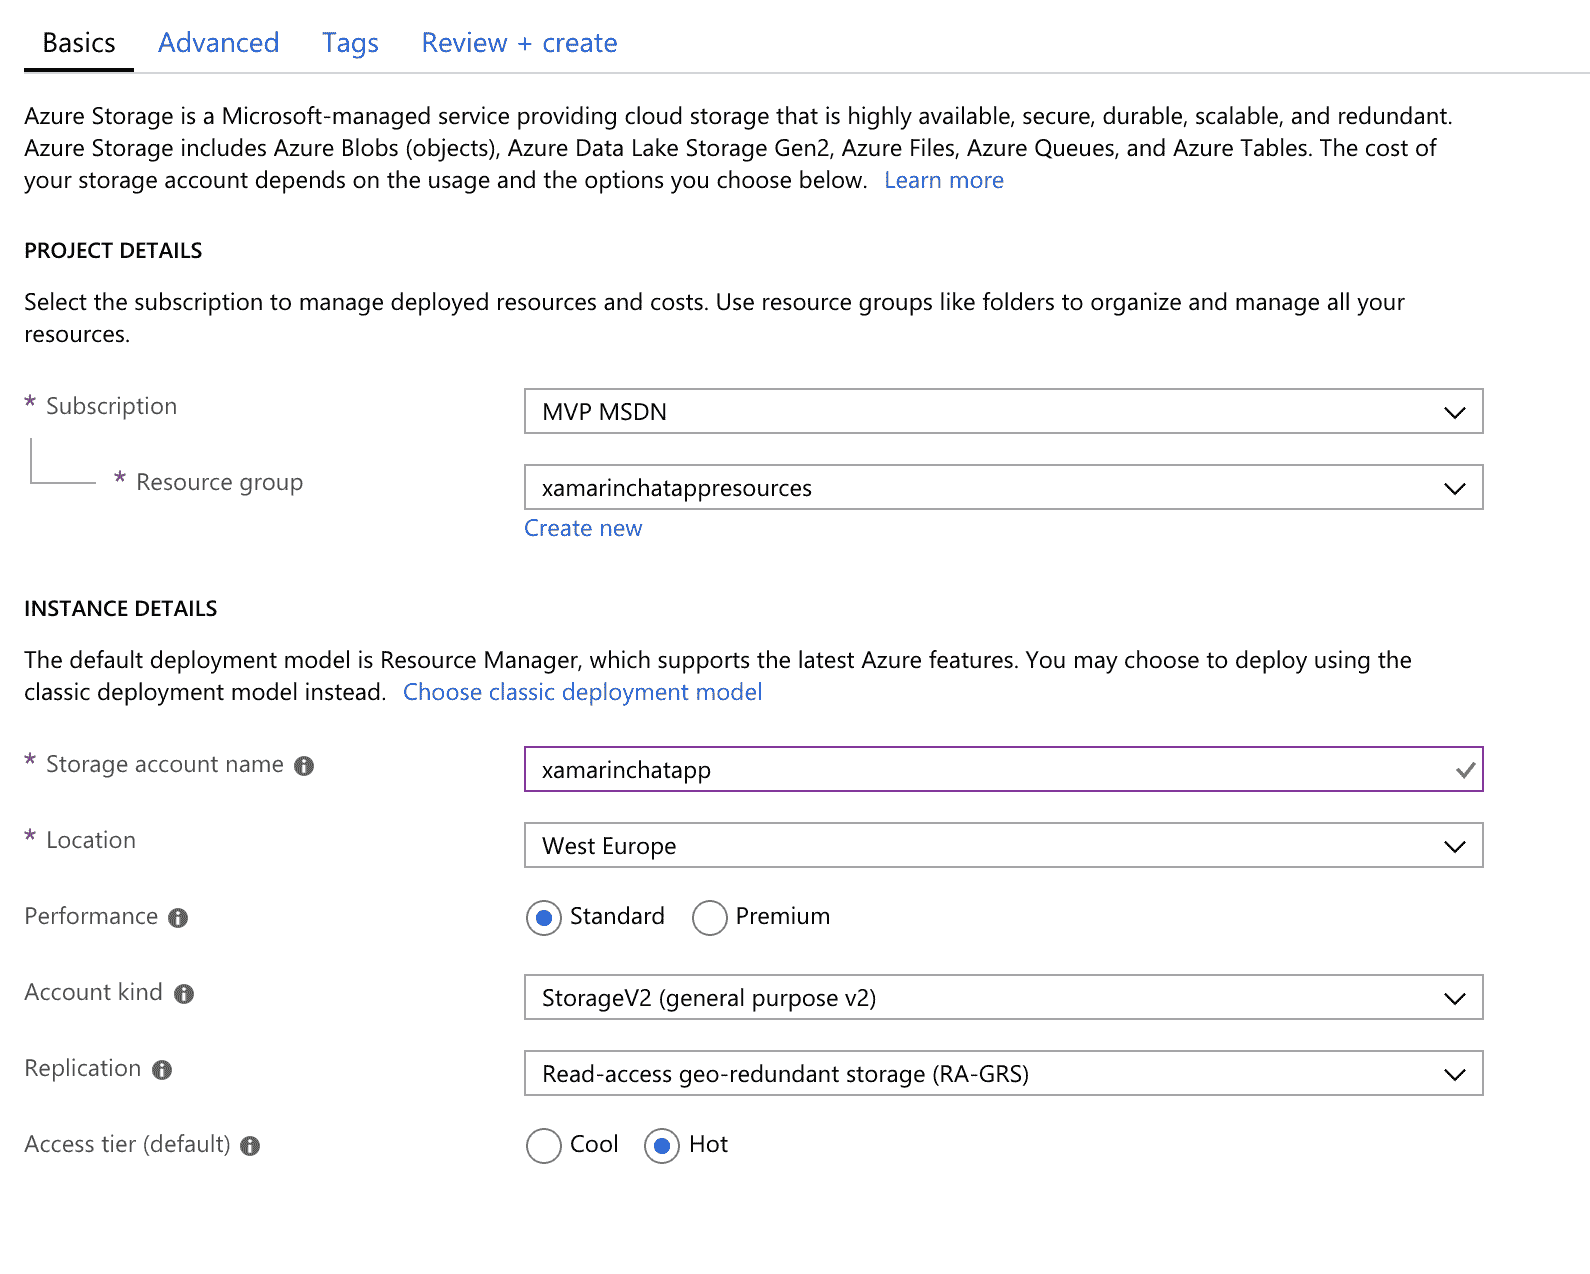 Basics Advanced Tags Review + create
Azure Storage is a Microsoft-managed service providing cloud storage that is highly available, secure, durable, scalable, and redundant.
Azure Storage includes Azure Blobs (objects), Azure Data Lake Storage Gen2, Azure Files, Azure Queues, and Azure Tables. The cost of
your storage account depends on the usage and the options you choose below. Learn more
PROJECT DETAILS
Select the subscription to manage deployed resources and costs. Use resource groups like folders to organize and manage all your
resources.
* Subscription MVP MSDN
* Resource group xamarinchatappresources
Create new
INSTANCE DETAILS
The default deployment model is Resource Manager, which supports the latest Azure features. You may choose to deploy using the
classic deployment model instead. Choose classic deployment model
* Storage account name xamarinchatapp
* Location West Europe
Performance Standard Premium
Account kind StorageV2 (general purpose v2)
Replication Read-access geo-redundant storage (RA-GRS)
Access tier (default) Cool Hot